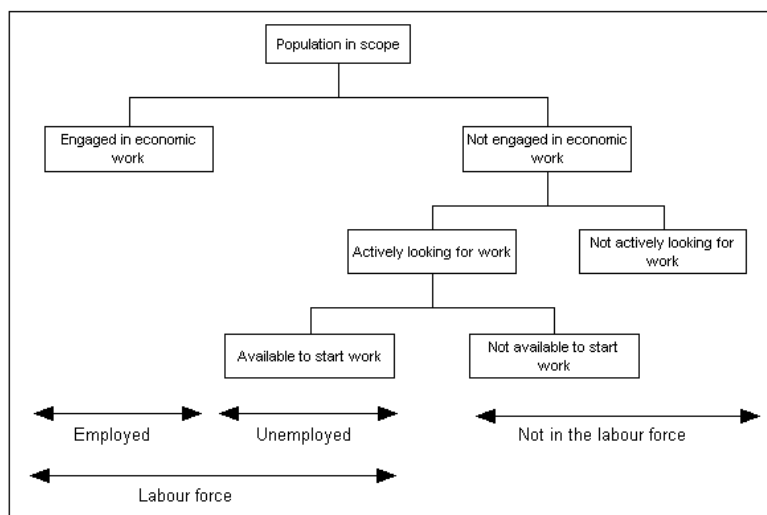 Population in scope
Engaged in economic
work
Not engaged in economic
work
Actively looking for work
Not actively looking for
work
Available to start work
Not available to start
work
Employed
Unemployed
Not in the labour force
Labour force